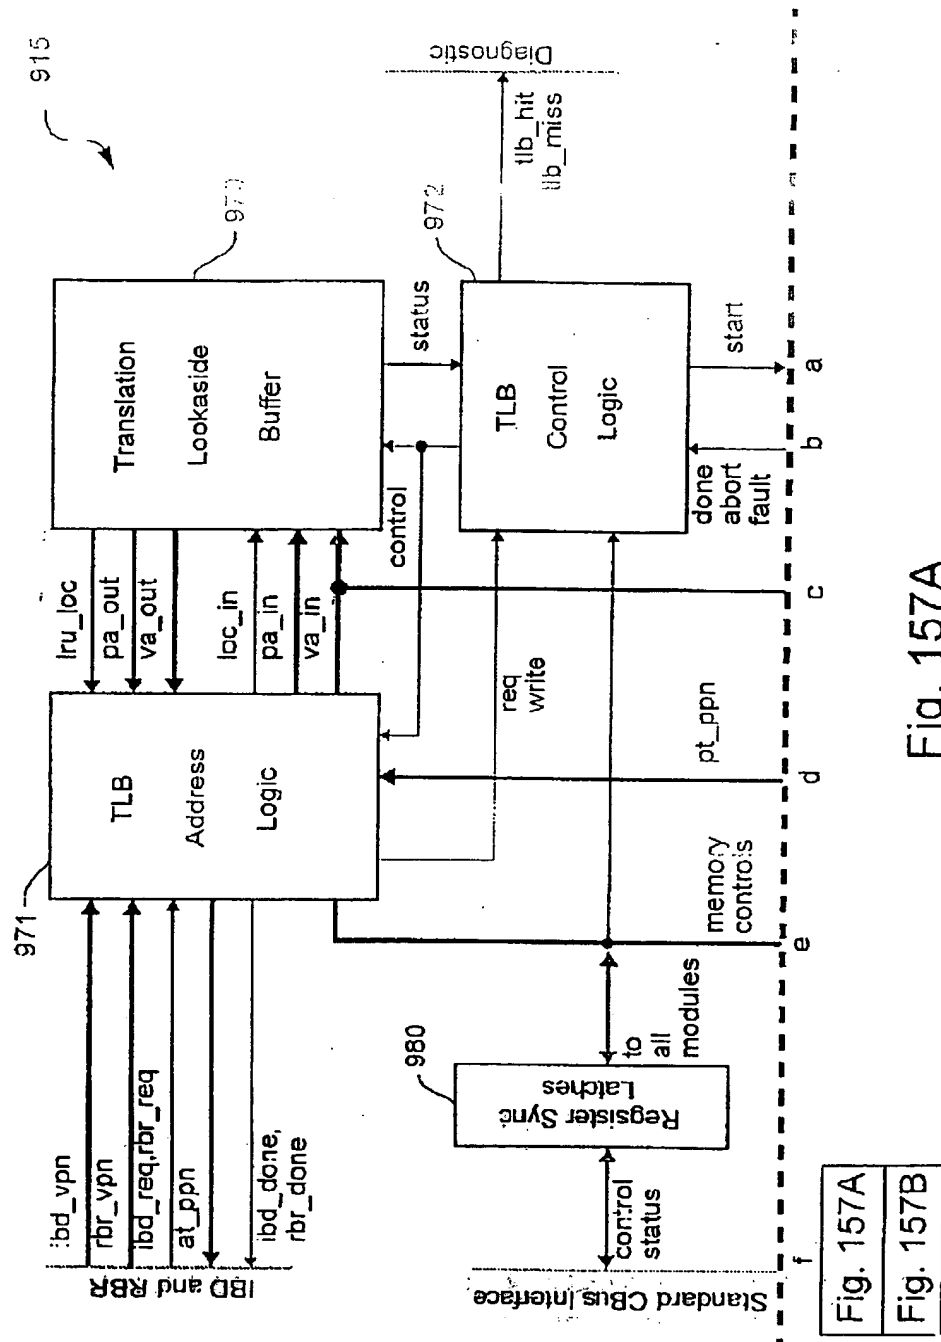 915
IBD and RBR
ibd_vpn
rbr_vpn
ibd_req,rbr_req
at_ppn
ibd_done,
rbr_done
971
TLB
Address
Logic
lru_loc
pa_out
va_out
loc_in
pa_in
va_in
Translation
Lookaside
Buffer
970
control
status
req
write
972
TLB
Control
Logic
tlb_hit
tlb_miss
Diagnostic
Standard CBus Interface
control
status
980
Regsister Sync
Latches
to
all
modules
memory
controls
pt_ppn
done
abort
fault
start
f
e
d
c
b
a
Fig. 157A
Fig. 157B
Fig. 157A